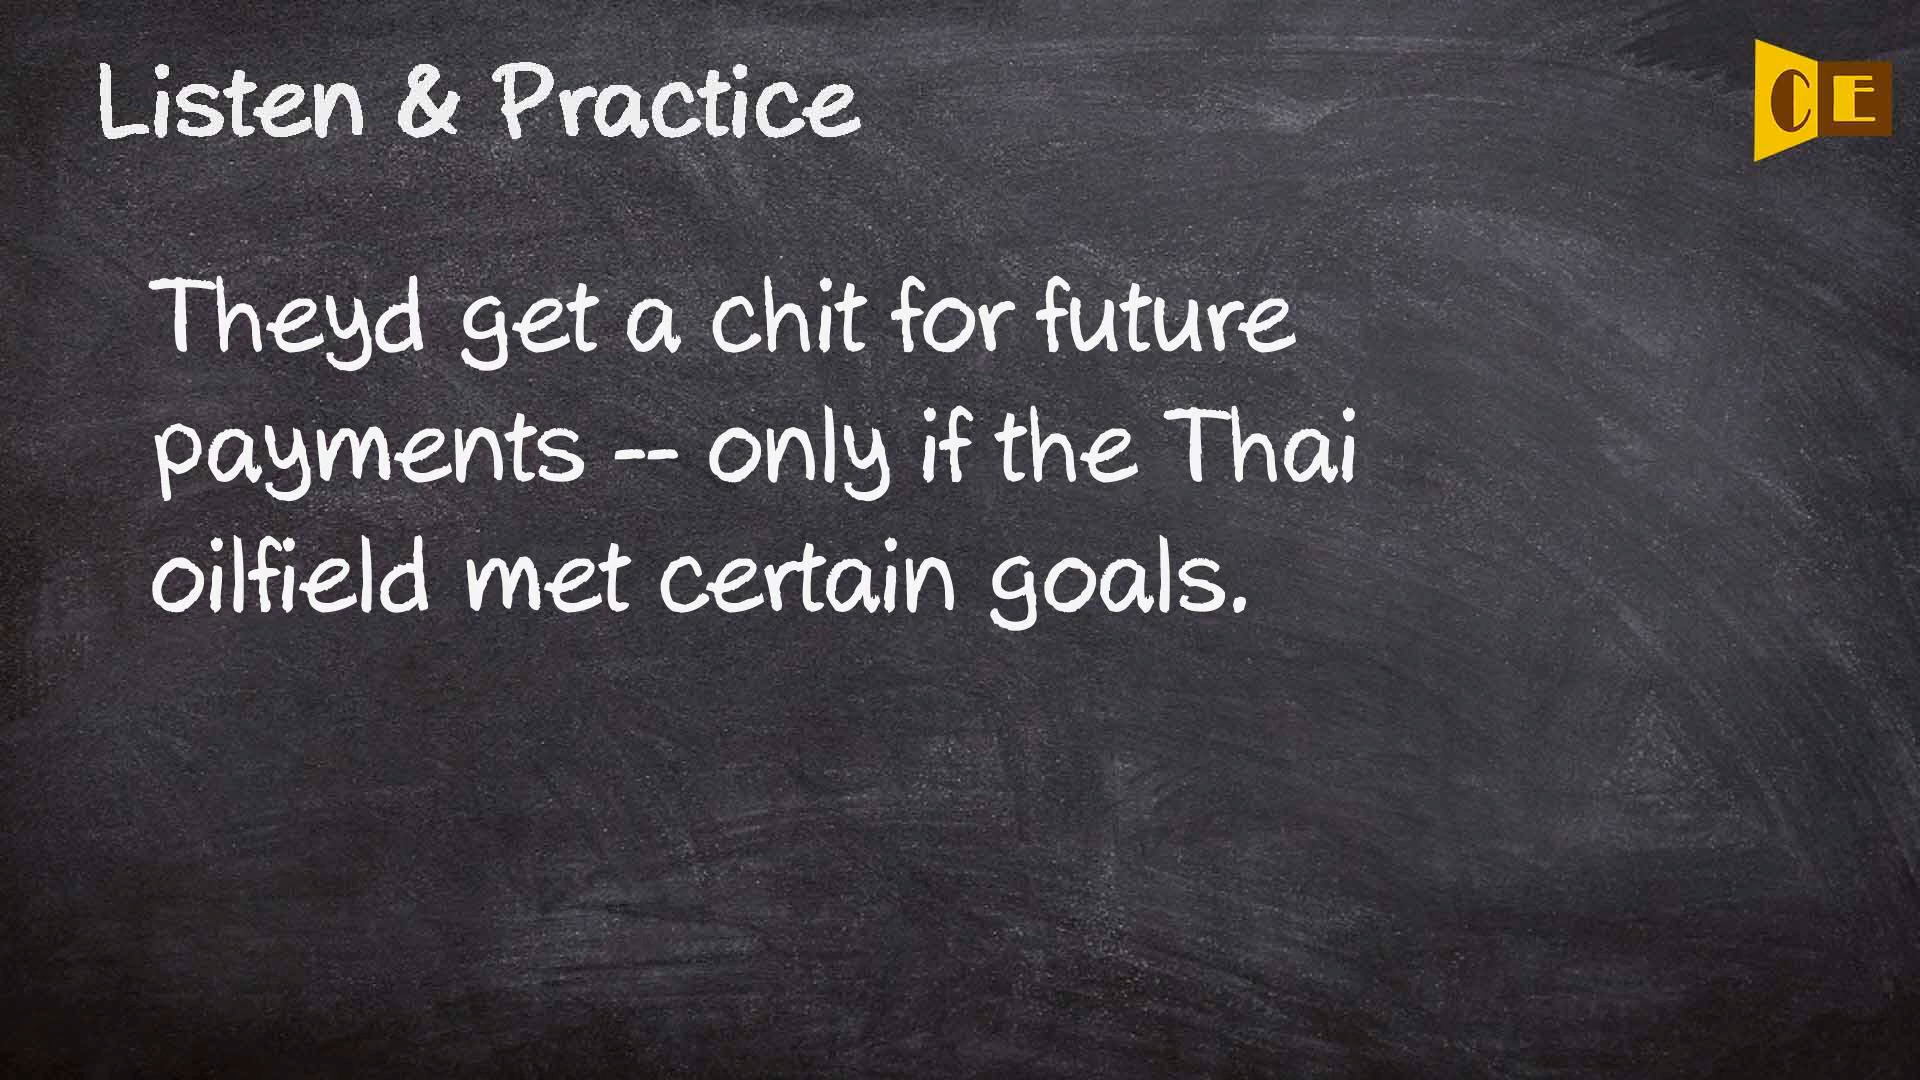 Listen & Practice
CE
Theyd get a chit for future
payments -- only if the Thai
oilfield met certain goals.